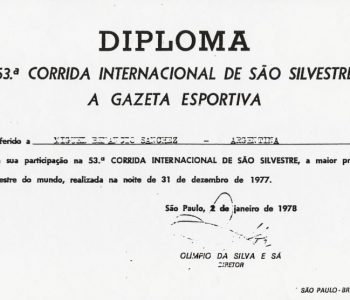 DIPLOMA
53.ª CORRIDA INTERNACIONAL DE SÃO SILVESTRE
A GAZETA ESPORTIVA
ferido a SANCHEZ - ARGENTINA
a sua participação na 53.ª CORRIDA INTERNACIONAL DE SÃO SILVESTRE, a maior pr
estre do mundo, realizada na noite de 31 de dezembro de 1977.
São Paulo, 2 de janeiro de 1978
OLIMPIO DA SILVA E SÁ
DIRETOR
SÃO PAULO - BR